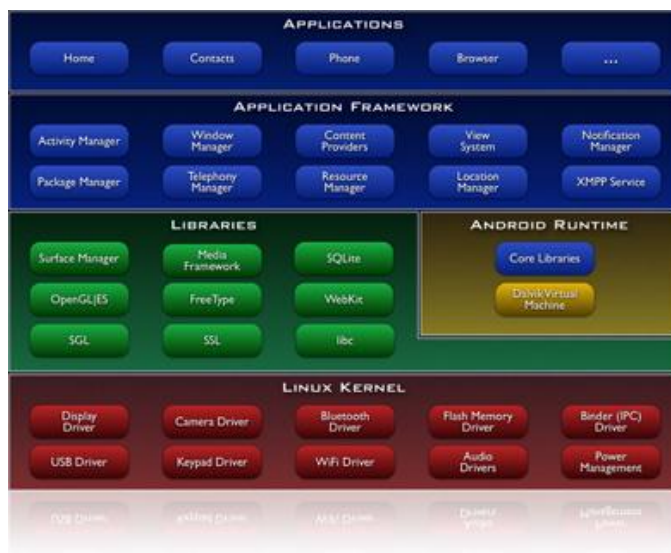 APPLICATIONS
Home
Contacts
Phone
Browser
...
APPLICATION FRAMEWORK
Activity Manager
Window
Manager
Content
Providers
View
System
Notification
Manager
Package Manager
Telephony
Manager
Resource
Manager
Location
Manager
XMPP Service
LIBRARIES
Surface Manager
Media
Framework
SQLite
OpenGL|ES
FreeType
WebKit
SGL
SSL
libc
ANDROID RUNTIME
Core Libraries
Dalvik Virtual
Machine
LINUX KERNEL
Display
Driver
Camera Driver
Bluetooth
Driver
Flash Memory
Driver
Binder (IPC)
Driver
USB Driver
Keypad Driver
WiFi Driver
Audio
Drivers
Power
Management